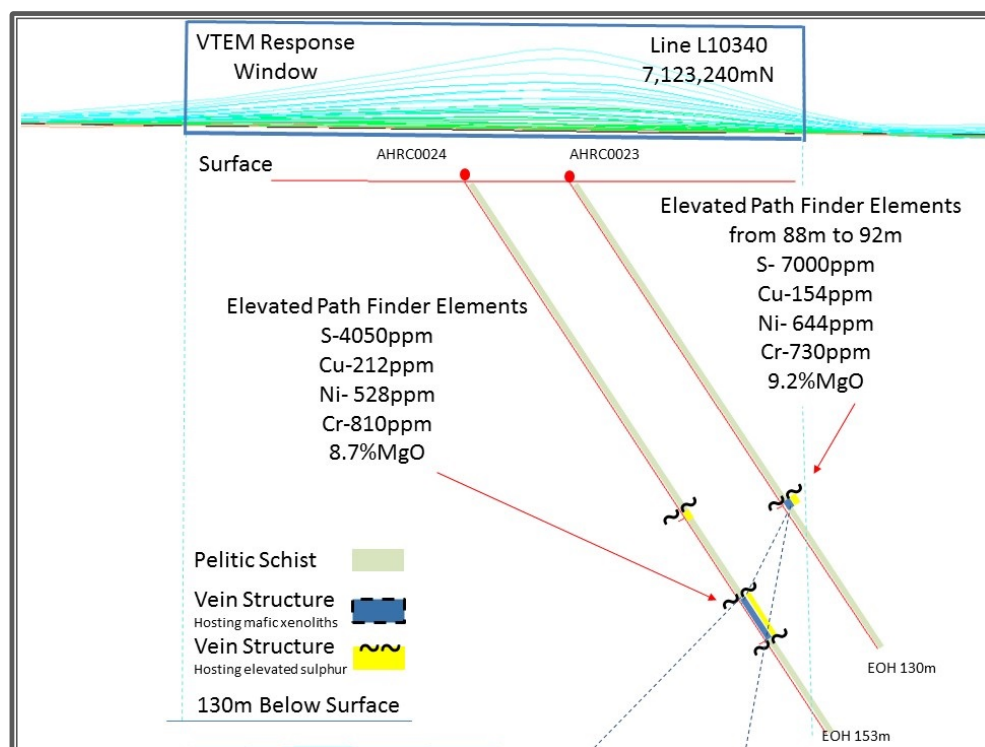 VTEM Response
Window
Line L10340
7,123,240mN
Surface
AHRC0024
AHRC0023
Elevated Path Finder Elements
from 88m to 92m
S- 7000ppm
Cu-154ppm
Ni- 644ppm
Cr-730ppm
9.2%MgO
Elevated Path Finder Elements
S-4050ppm
Cu-212ppm
Ni- 528ppm
Cr-810ppm
8.7%MgO
Pelitic Schist
Vein Structure
Hosting mafic xenoliths
Vein Structure
Hosting elevated sulphur
130m Below Surface
EOH 130m
EOH 153m